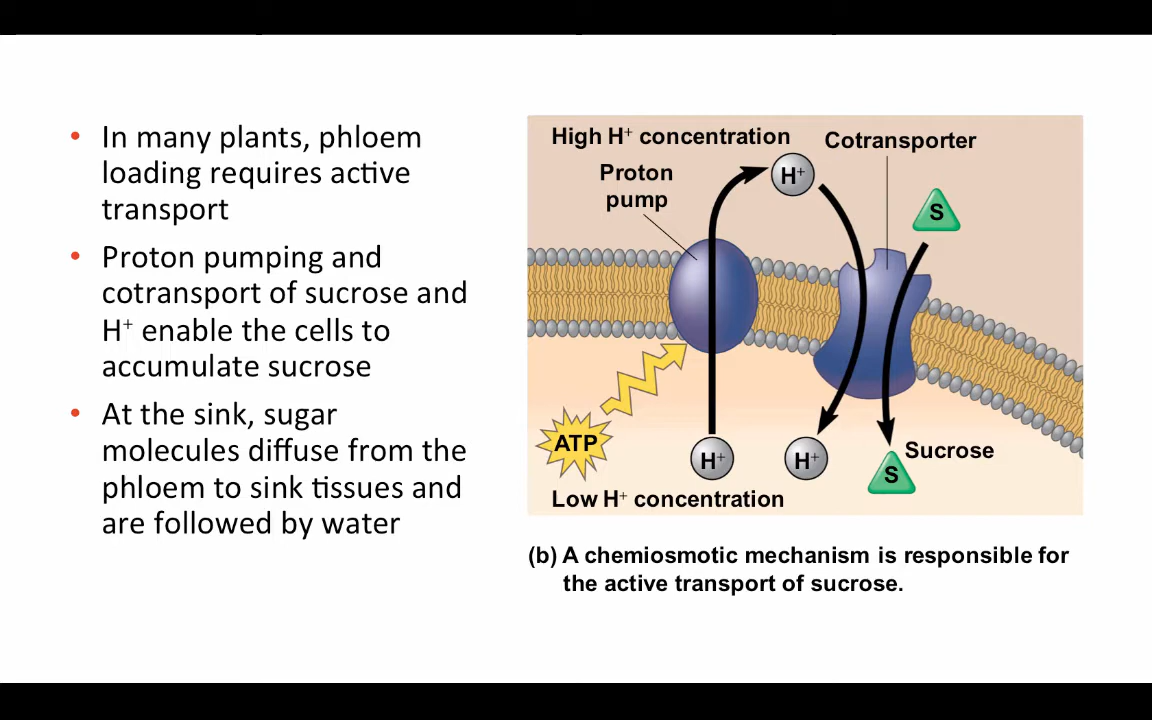 • In many plants, phloem
loading requires active
transport
• Proton pumping and
cotransport of sucrose and
H⁺ enable the cells to
accumulate sucrose
• At the sink, sugar
molecules diffuse from the
phloem to sink tissues and
are followed by water
High H⁺ concentration
Cotransporter
Proton
pump
H⁺
S
ATP
H⁺
H⁺
S
Sucrose
Low H⁺ concentration
(b) A chemiosmotic mechanism is responsible for
the active transport of sucrose.